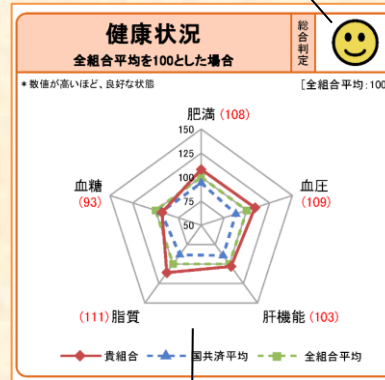 健康状況
全組合平均を100とした場合
総合判定
*数値が高いほど、良好な状態
[全組合平均:100
肥満(108)
150
125
100
75
50
血糖
(93)
血圧
(109)
(111)脂質
肝機能(103)
貴組合 国共済平均 全組合平均